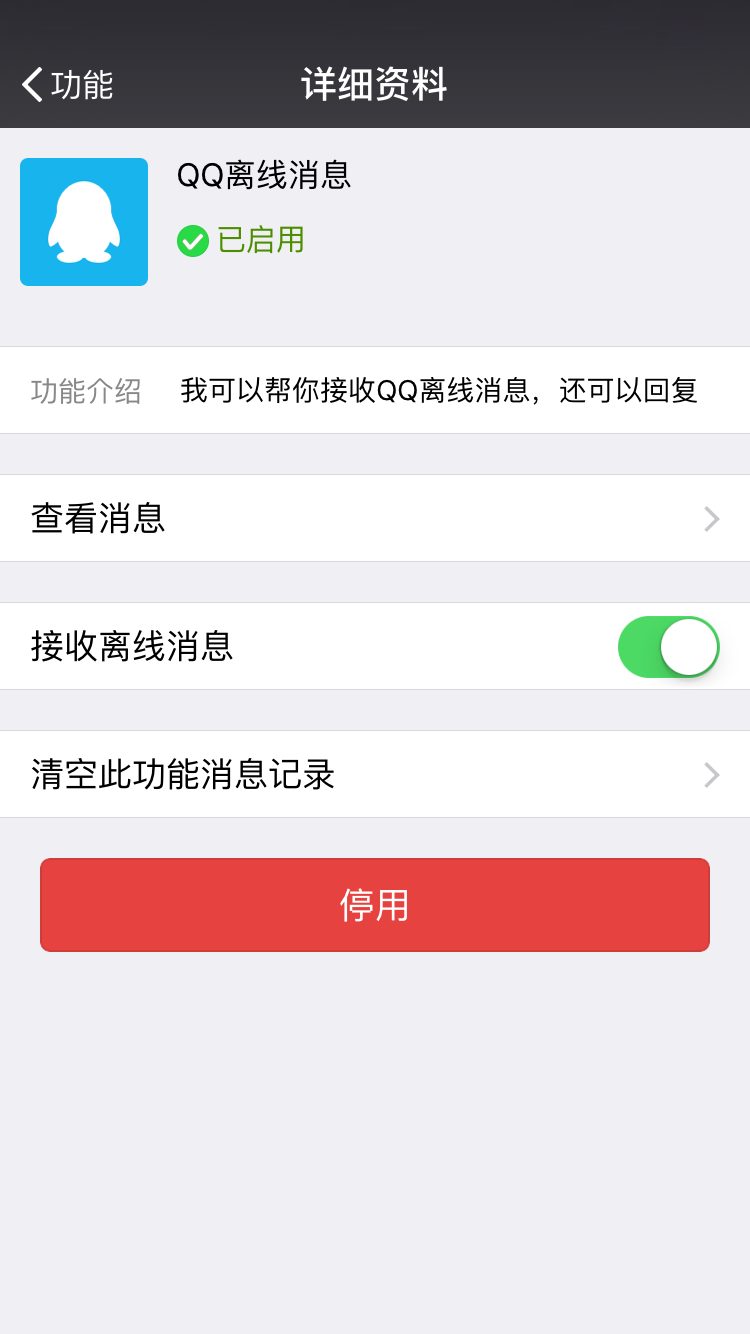 功能
详细资料
QQ离线消息
已启用
功能介绍 我可以帮你接收QQ离线消息，还可以回复
查看消息
接收离线消息
清空此功能消息记录
停用